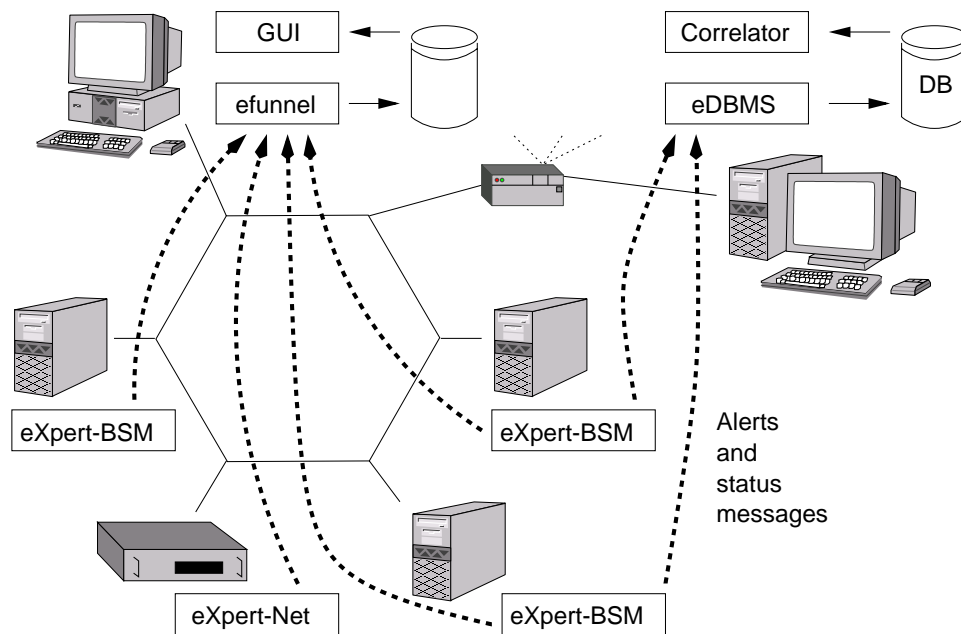 GUI
Correlator
efunnel
eDBMS
DB
eXpert-BSM
eXpert-BSM
Alerts
and
status
messages
eXpert-Net
eXpert-BSM